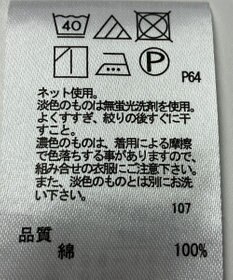 40
P
P64
ネット使用。
淡色のものは無蛍光洗剤を使用。
よくすすぎ、絞りの後すぐに干
すこと。
濃色のものは、着用による摩擦
で色落ちする事がありますので、
組み合せの衣服にご注意下さい。
また、淡色のものとは別にお洗
い下さい。
107
品質
綿 100%